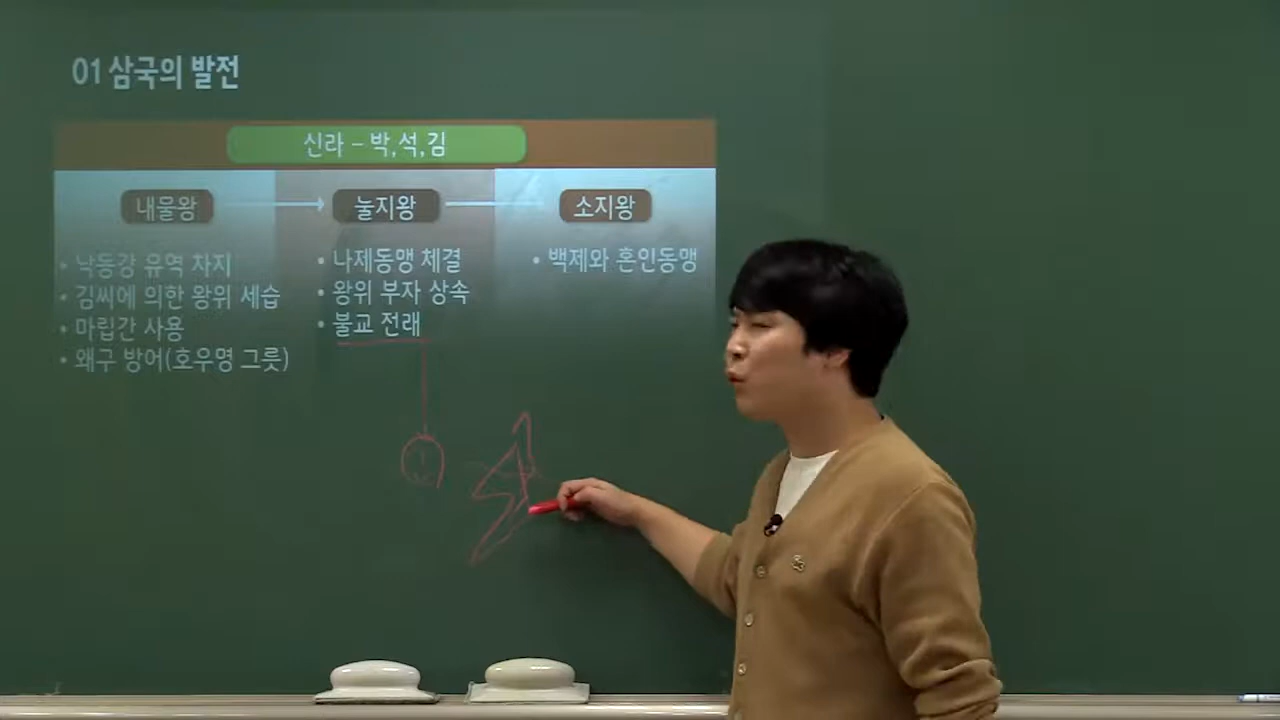 01 삼국의 발전
신라 – 박,석,김
내물왕
• 낙동강 유역 차지
• 김씨에 의한 왕위 세습
• 마립간 사용
• 왜구 방어(호우명 그릇)
눌지왕
• 나제동맹 체결
• 왕위 부자 상속
• 불교 전래
소지왕
• 백제와 혼인동맹